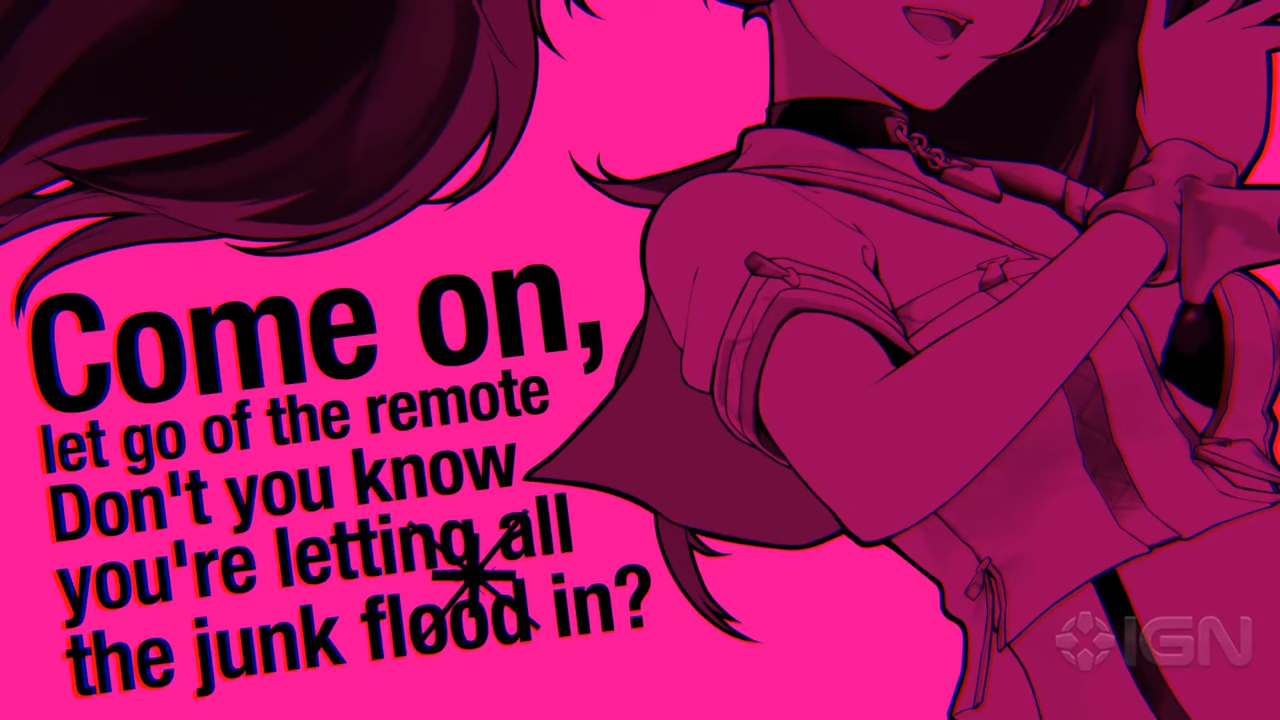 Come on,
let go of the remote
Don't you know
you're letting all
the junk flood in?
IGN